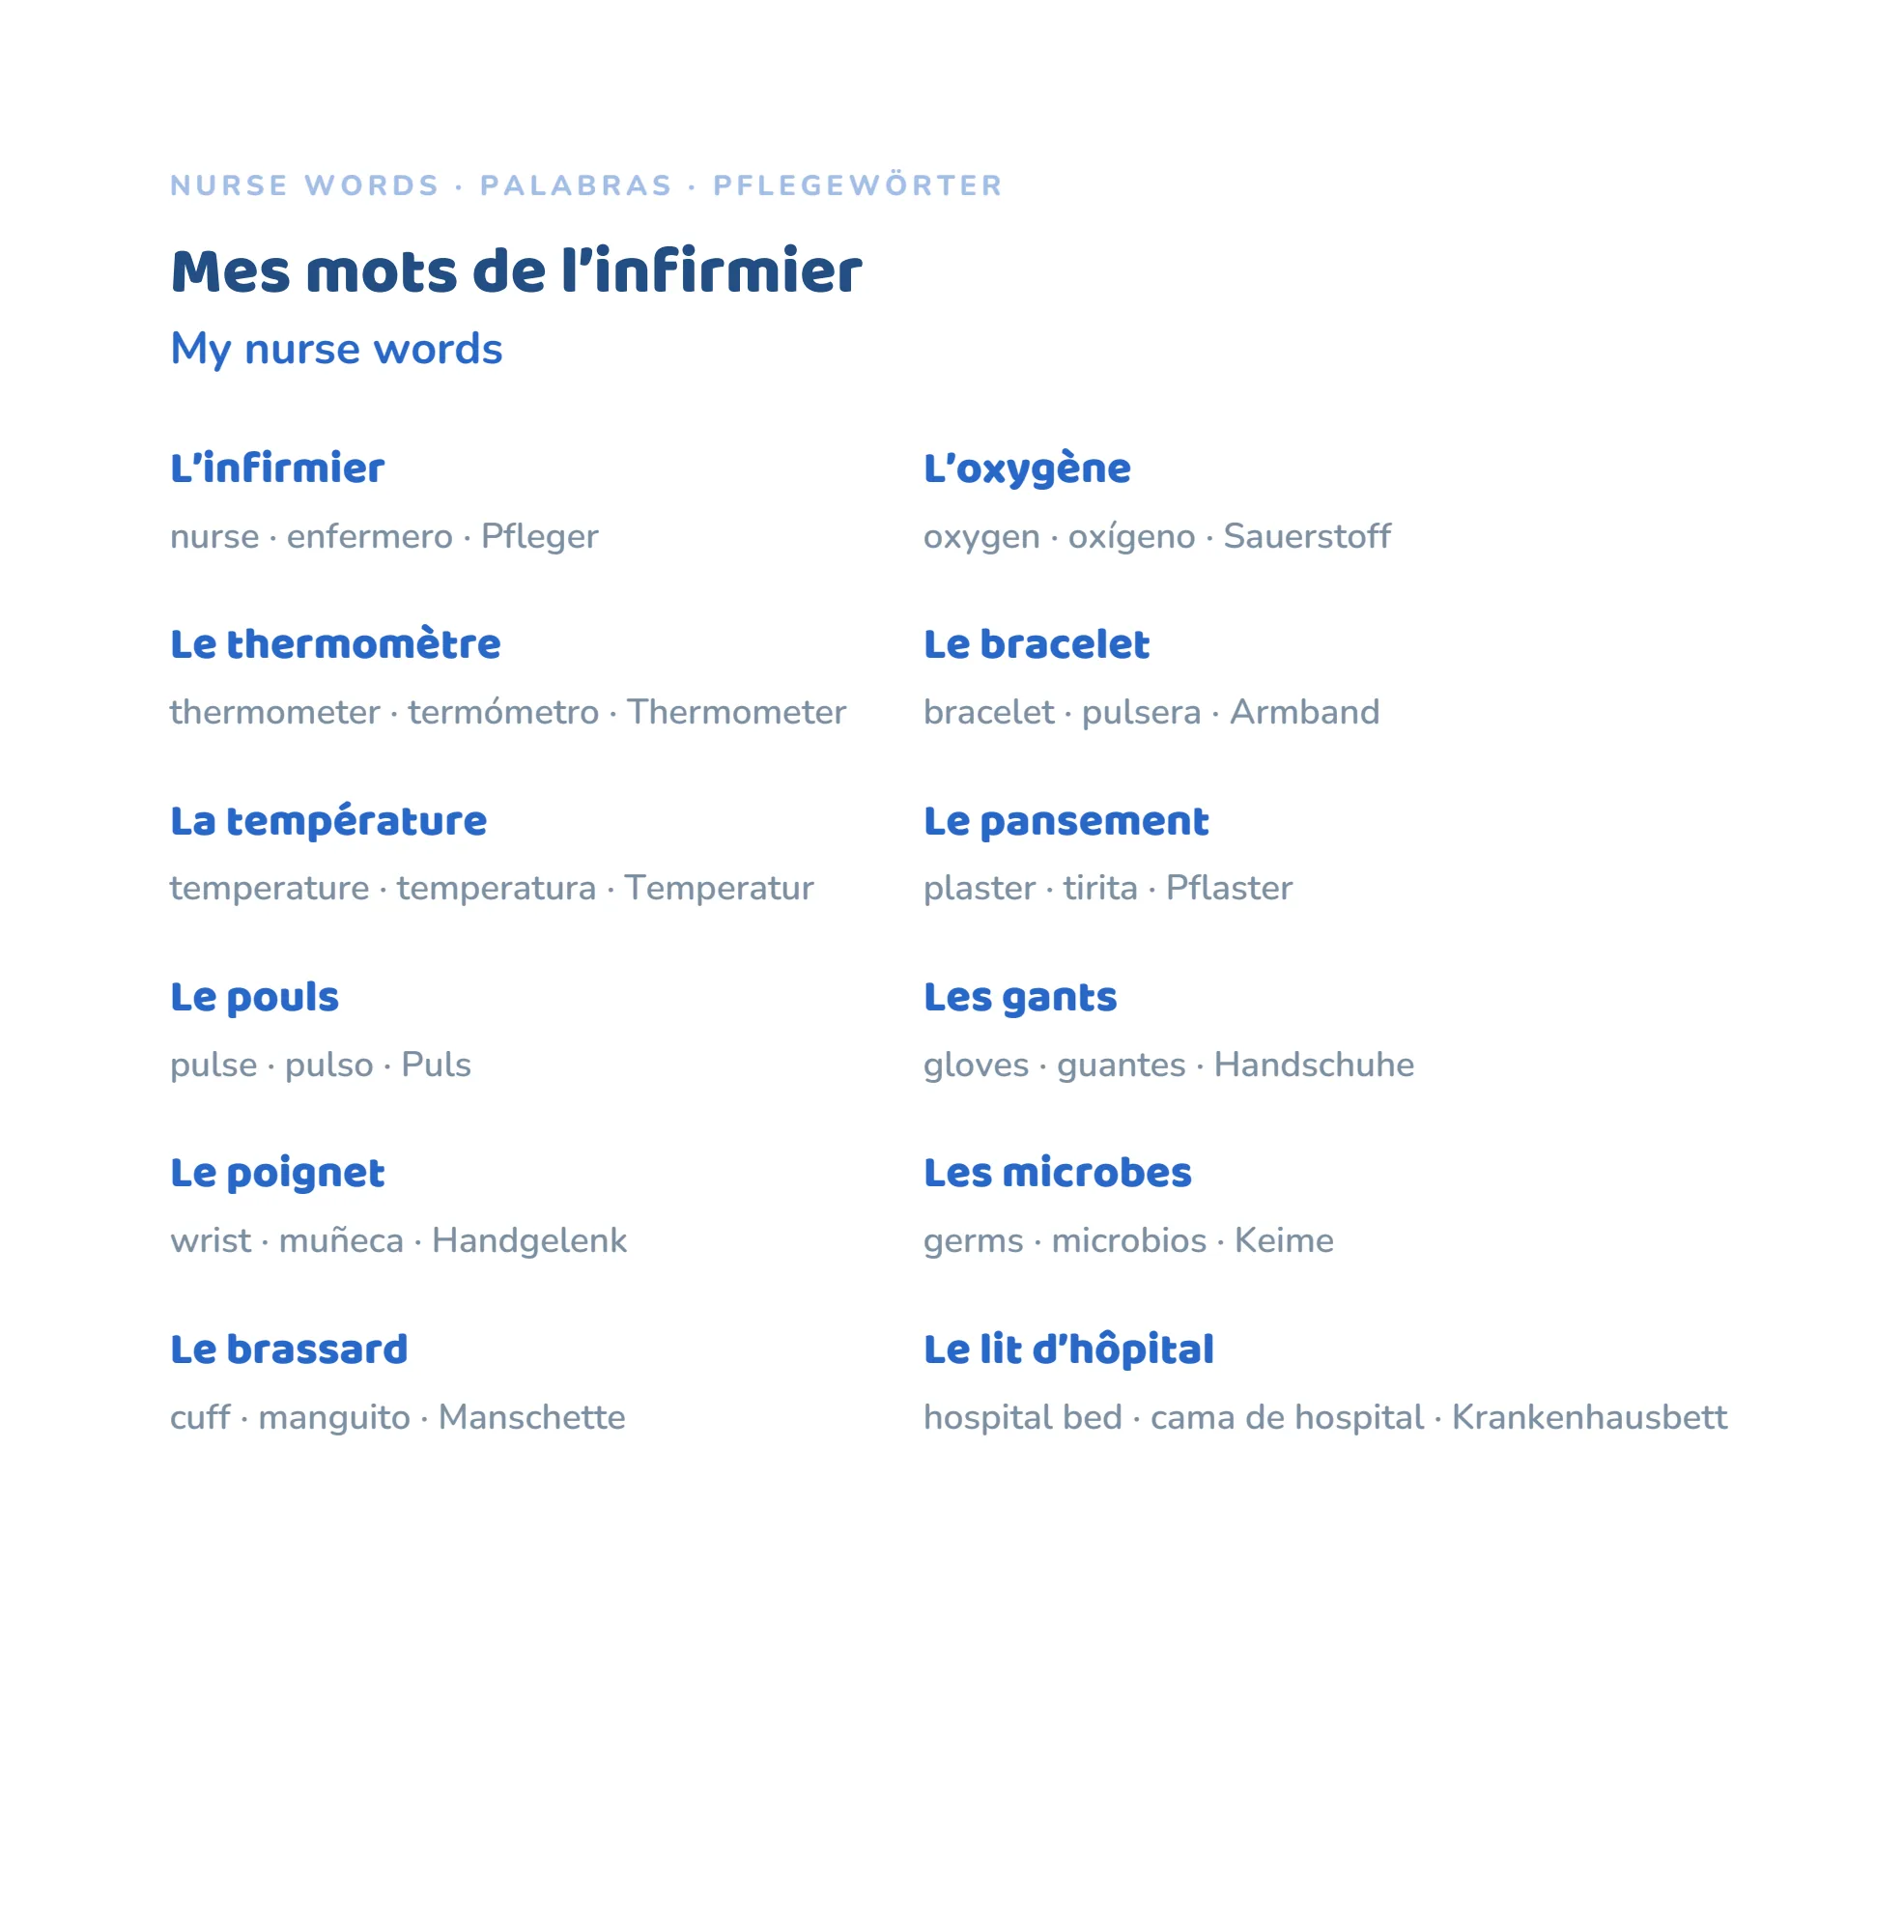 NURSE WORDS · PALABRAS · PFLEGEWÖRTER
Mes mots de l’infirmier
My nurse words
L’infirmier
nurse · enfermero · Pfleger
Le thermomètre
thermometer · termómetro · Thermometer
La température
temperature · temperatura · Temperatur
Le pouls
pulse · pulso · Puls
Le poignet
wrist · muñeca · Handgelenk
Le brassard
cuff · manguito · Manschette
L’oxygène
oxygen · oxígeno · Sauerstoff
Le bracelet
bracelet · pulsera · Armband
Le pansement
plaster · tirita · Pflaster
Les gants
gloves · guantes · Handschuhe
Les microbes
germs · microbios · Keime
Le lit d’hôpital
hospital bed · cama de hospital · Krankenhausbett